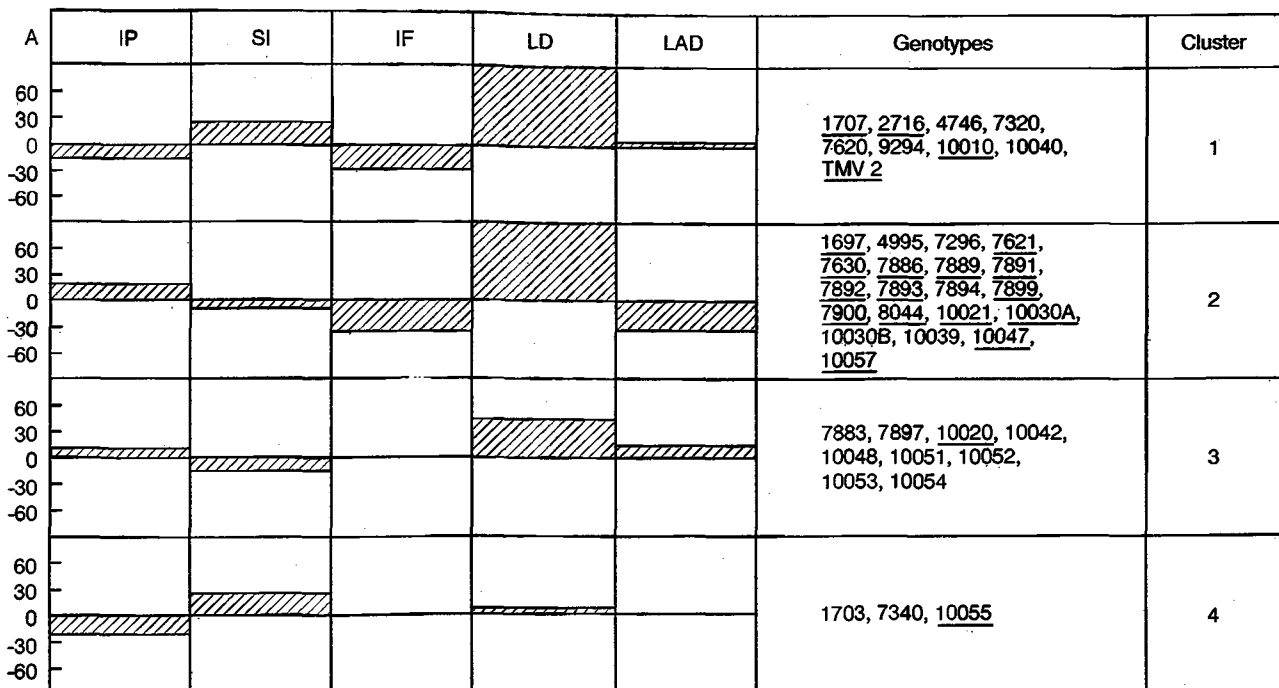 A IP SI IF LD LAD Genotypes Cluster
60
30
0
-30
-60
1707, 2716, 4746, 7320,
7620, 9294, 10010, 10040,
TMV 2
1
60
30
0
-30
-60
1697, 4995, 7296, 7621,
7630, 7886, 7889, 7891,
7892, 7893, 7894, 7899,
7900, 8044, 10021, 10030A,
10030B, 10039, 10047,
10057
2
60
30
0
-30
-60
7883, 7897, 10020, 10042,
10048, 10051, 10052,
10053, 10054
3
60
30
0
-30
-60
1703, 7340, 10055
4